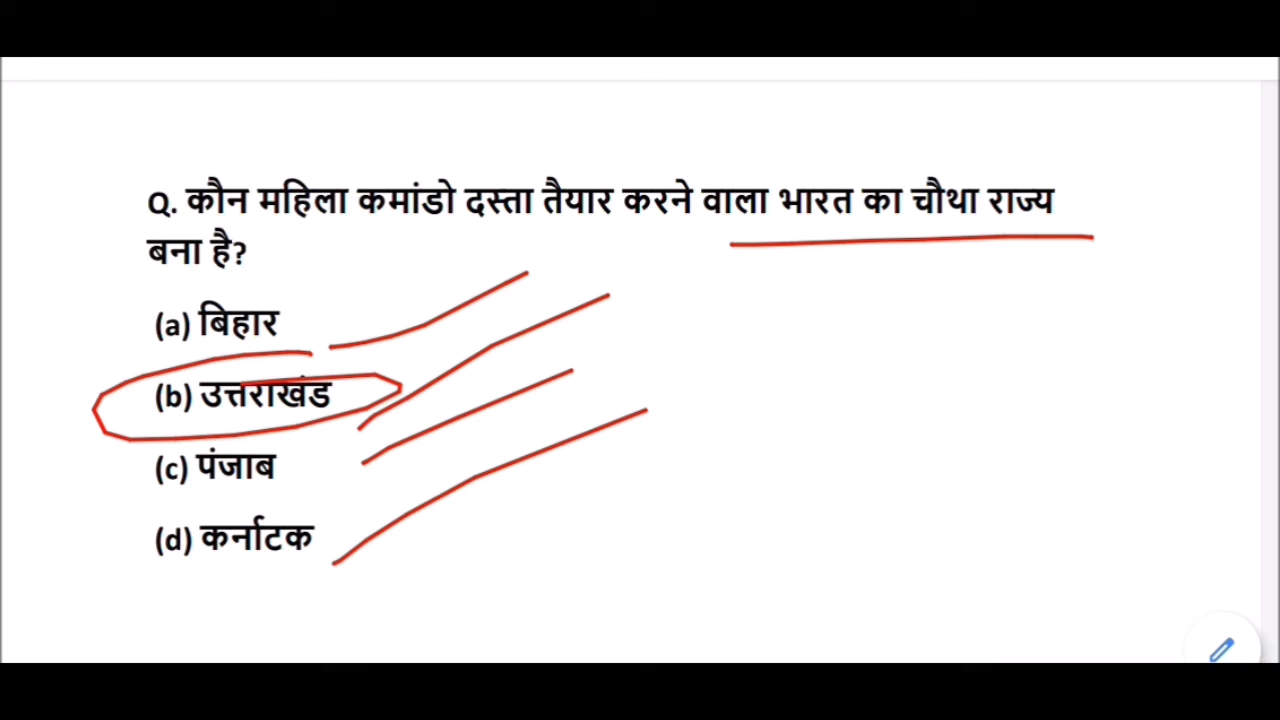 Q. कौन महिला कमांडो दस्ता तैयार करने वाला भारत का चौथा राज्य
बना है?
(a) बिहार
(b) उत्तराखंड
(c) पंजाब
(d) कर्नाटक